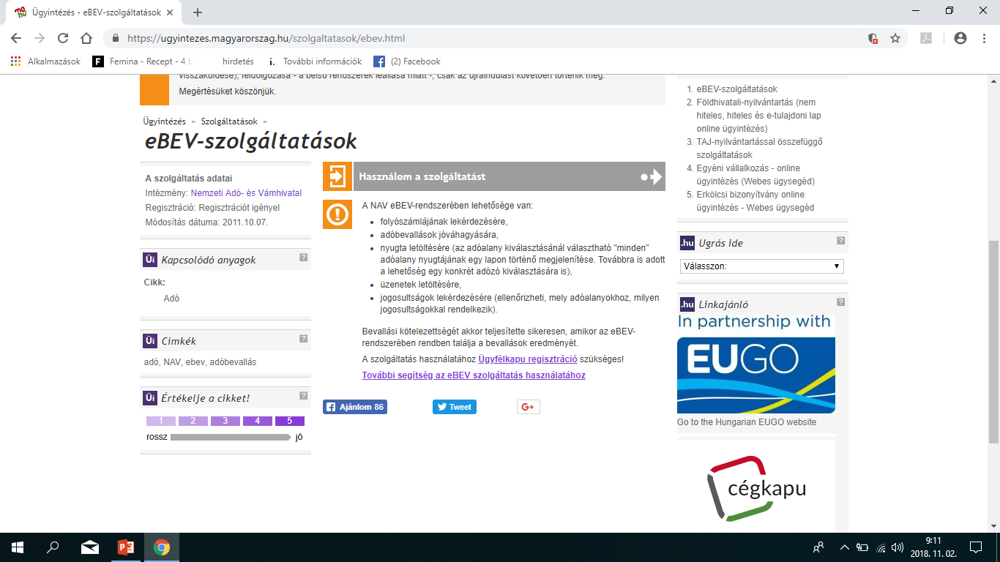 Ügyintézés - eBEV-szolgáltatások
https://ugyintezes.magyarorszag.hu/szolgaltatasok/ebev.html
Alkalmazások
Femina - Recept - 4
hirdetés
További információk
(2) Facebook
visszaküldése), feldolgozása - a belső rendszerek leállása miatt -, csak az újraindulást követően történik meg.
Megértésüket köszönjük.
Ügyintézés » Szolgáltatások »
eBEV-szolgáltatások
A szolgáltatás adatai
Intézmény: Nemzeti Adó- és Vámhivatal
Regisztráció: Regisztrációt igényel
Módosítás dátuma: 2011.10.07.
Üi Kapcsolódó anyagok ?
Cikk:
Adó
Üi Címkék ?
adó, NAV, ebev, adóbevallás
Üi Értékelje a cikket! ?
1 2 3 4 5
rossz jó
Használom a szolgáltatást
A NAV eBEV-rendszerében lehetősége van:
• folyószámlájának lekérdezésére,
• adóbevallások jóváhagyására,
• nyugta letöltésére (az adóalany kiválasztásánál választható "minden"
adóalany nyugtájának egy lapon történő megjelenítése. Továbbra is adott
a lehetőség egy konkrét adózó kiválasztására is),
• üzenetek letöltésére,
• jogosultságok lekérdezésére (ellenőrizheti, mely adóalanyokhoz, milyen
jogosultságokkal rendelkezik).
Bevallási kötelezettségét akkor teljesítette sikeresen, amikor az eBEV-
rendszerében rendben találja a bevallások eredményét.
A szolgáltatás használatához Ügyfélkapu regisztráció szükséges!
További segítség az eBEV szolgáltatás használatához
Ajánlom 86
Tweet
G+
1. eBEV-szolgáltatások
2. Földhivatali-nyilvántartás (nem
hiteles, hiteles és e-tulajdoni lap
online ügyintézés)
3. TAJ-nyilvántartással összefüggő
szolgáltatások
4. Egyéni vállalkozás - online
ügyintézés (Webes ügysegéd)
5. Erkölcsi bizonyítvány online
ügyintézés - Webes ügysegéd
.hu Ugrás ide ?
Válasszon:
.hu Linkajánló ?
In partnership with
EUGO
Go to the Hungarian EUGO website
cégkapu
9:11
2018. 11. 02.